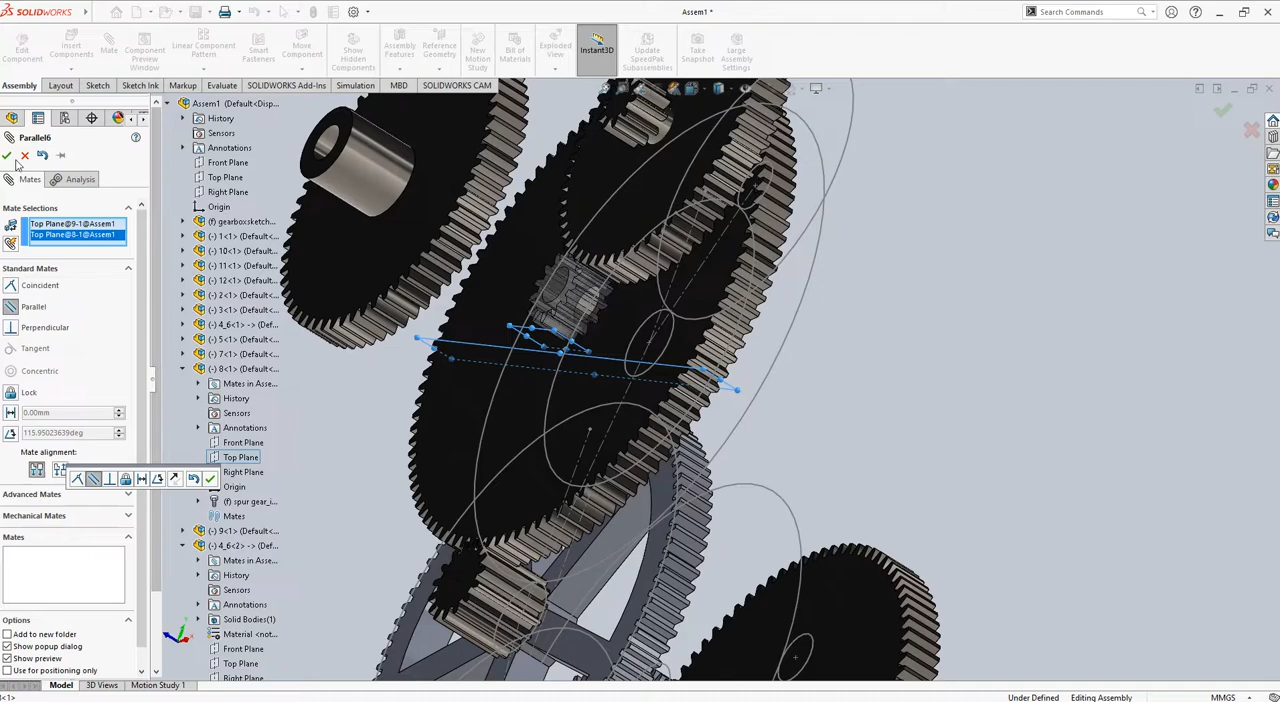 SOLIDWORKS
Assem1 *
Search Commands
Edit Component
Insert Components
Mate
Component Preview Window
Linear Component Pattern
Smart Fasteners
Move Component
Show Hidden Components
Assembly Features
Reference Geometry
New Motion Study
Bill of Materials
Exploded View
Instant3D
Update SpeedPak Subassemblies
Take Snapshot
Large Assembly Settings
Assembly
Layout
Sketch
Sketch Ink
Markup
Evaluate
SOLIDWORKS Add-Ins
Simulation
MBD
SOLIDWORKS CAM
Parallel6
Mates
Analysis
Mate Selections
Top Plane@9-1@Assem1
Top Plane@8-1@Assem1
Standard Mates
Coincident
Parallel
Perpendicular
Tangent
Concentric
Lock
0.00mm
115.95023639deg
Mate alignment:
Advanced Mates
Mechanical Mates
Mates
Options
Add to new folder
Show popup dialog
Show preview
Use for positioning only
Assem1 (Default<Disp...
History
Sensors
Annotations
Front Plane
Top Plane
Right Plane
Origin
(f) gearboxsketch
(-) 1<1> (Default<...
(-) 10<1> (Default...
(-) 11<1> (Default...
(-) 12<1> (Default...
(-) 2<1> (Default<...
(-) 3<1> (Default<...
(-) 4_6<1> -> (Def...
(-) 5<1> (Default<...
(-) 7<1> (Default<...
(-) 8<1> (Default<...
Mates in Asse...
History
Sensors
Annotations
Front Plane
Top Plane
Right Plane
Origin
(f) spur gear_i...
Mates
(-) 9<1> (Default<...
(-) 4_6<2> -> (Def...
Mates in Asse...
History
Sensors
Annotations
Solid Bodies(1)
Material <not...
Front Plane
Top Plane
Right Plane
Model
3D Views
Motion Study 1
<1>
Under Defined
Editing Assembly
MMGS